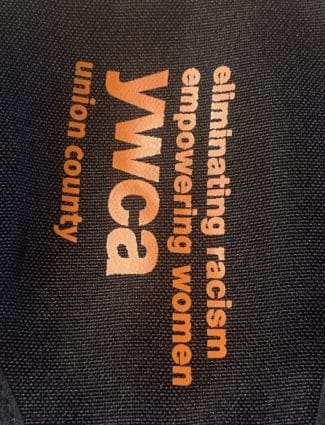 eliminating racism
empowering women
ywca
union county